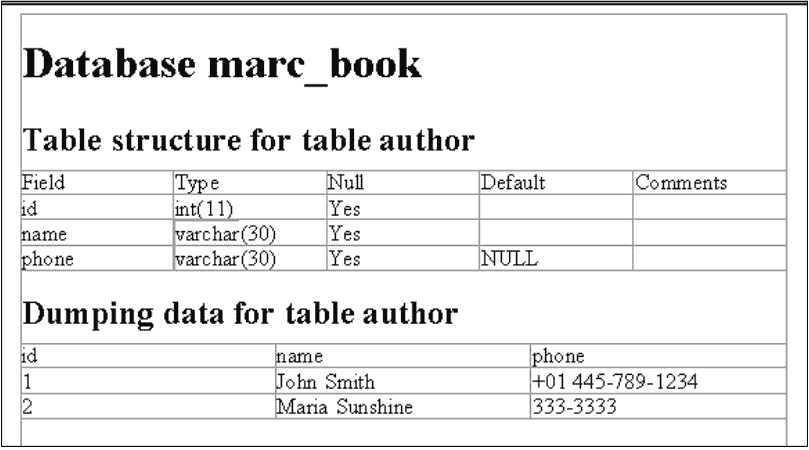 Database marc_book
Table structure for table author
Field Type Null Default Comments
id int(11) Yes
name varchar(30) Yes
phone varchar(30) Yes NULL
Dumping data for table author
id name phone
1 John Smith +01 445-789-1234
2 Maria Sunshine 333-3333